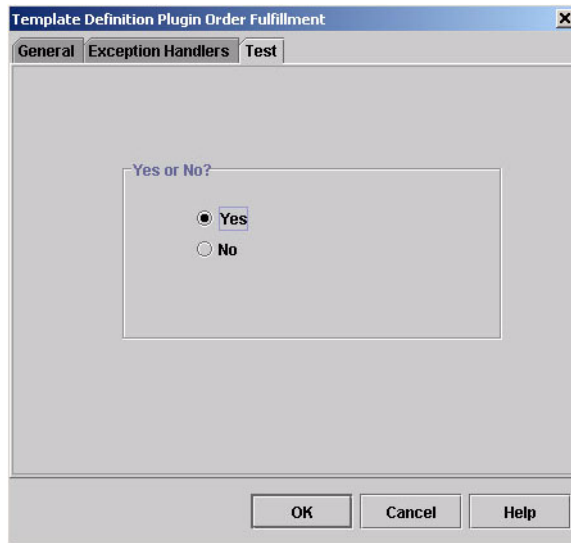 Template Definition Plugin Order Fulfillment
General Exception Handlers Test
Yes or No?
Yes
No
OK Cancel Help